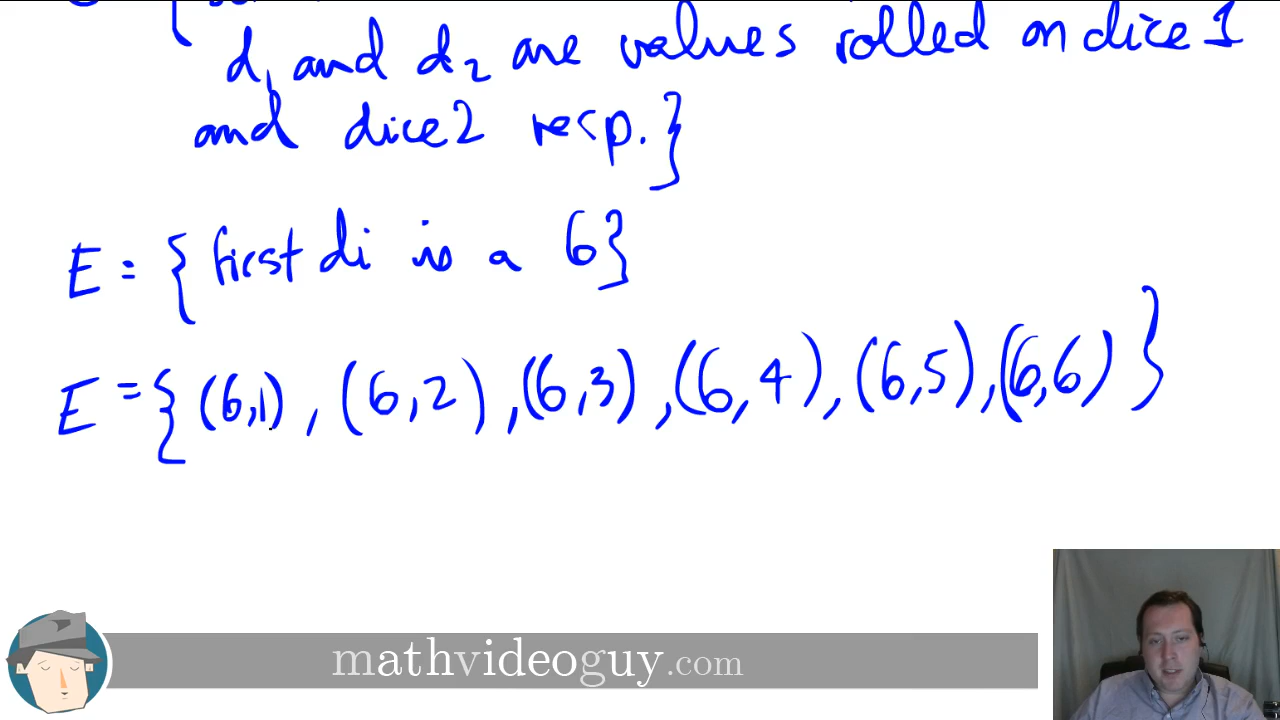 d₁ and d₂ are values rolled on dice 1
and dice 2 resp.}
E = {first di is a 6}
E = {(6,1), (6,2), (6,3), (6,4), (6,5), (6,6)}
mathvideoguy.com